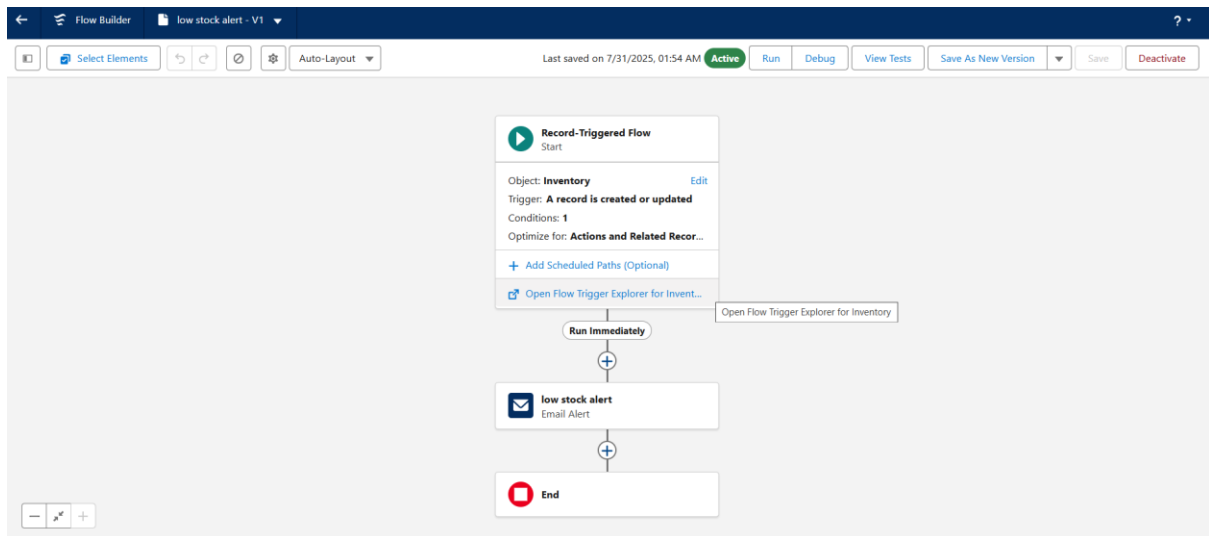 Flow Builder
low stock alert - V1
?
Select Elements
Auto-Layout
Last saved on 7/31/2025, 01:54 AM
Active
Run
Debug
View Tests
Save As New Version
Save
Deactivate
Record-Triggered Flow
Start
Object: Inventory
Edit
Trigger: A record is created or updated
Conditions: 1
Optimize for: Actions and Related Recor...
+ Add Scheduled Paths (Optional)
Open Flow Trigger Explorer for Invent...
Open Flow Trigger Explorer for Inventory
Run Immediately
low stock alert
Email Alert
End